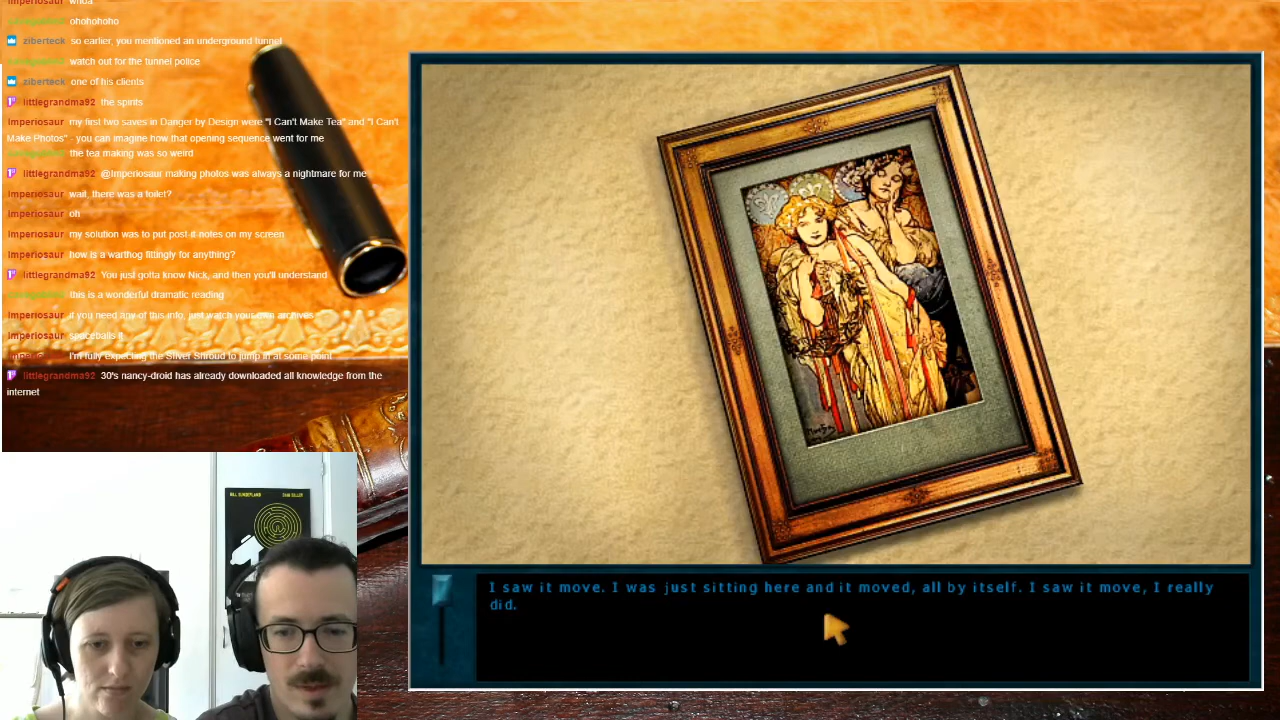 Imperiosaur whoa
ohohohoho
ziberteck so earlier, you mentioned an underground tunnel
watch out for the tunnel police
ziberteck one of his clients
littlegrandma92 the spirits
Imperiosaur my first two saves in Danger by Design were "I Can't Make Tea" and "I Can't
Make Photos" - you can imagine how that opening sequence went for me
the tea making was so weird
littlegrandma92 @Imperiosaur making photos was always a nightmare for me
Imperiosaur wait, there was a toilet?
Imperiosaur oh
Imperiosaur my solution was to put post-it-notes on my screen
Imperiosaur how is a warthog fittingly for anything?
littlegrandma92 You just gotta know Nick, and then you'll understand
this is a wonderful dramatic reading
Imperiosaur if you need any of this info, just watch your own archives
Imperiosaur spaceballs it
Imperiosaur I'm fully expecting the Silver Shroud to jump in at some point
littlegrandma92 30's nancy-droid has already downloaded all knowledge from the
internet
I saw it move. I was just sitting here and it moved, all by itself. I saw it move, I really
did.